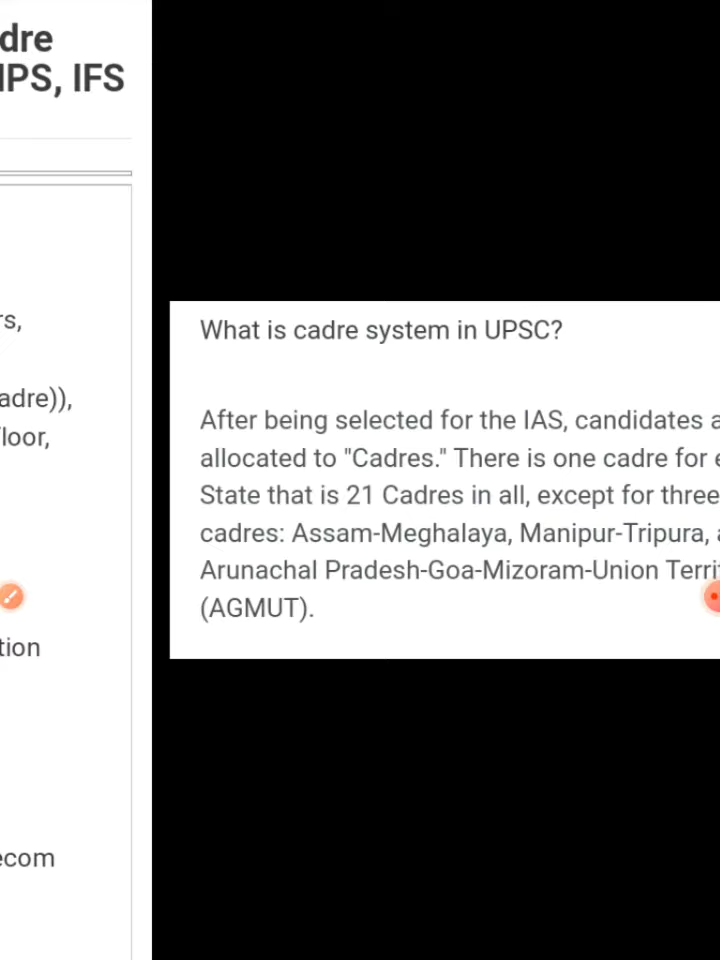 dre
IPS, IFS
rs,
adre)),
loor,
tion
ecom
What is cadre system in UPSC?
After being selected for the IAS, candidates a
allocated to "Cadres." There is one cadre for e
State that is 21 Cadres in all, except for three
cadres: Assam-Meghalaya, Manipur-Tripura, a
Arunachal Pradesh-Goa-Mizoram-Union Territ
(AGMUT).